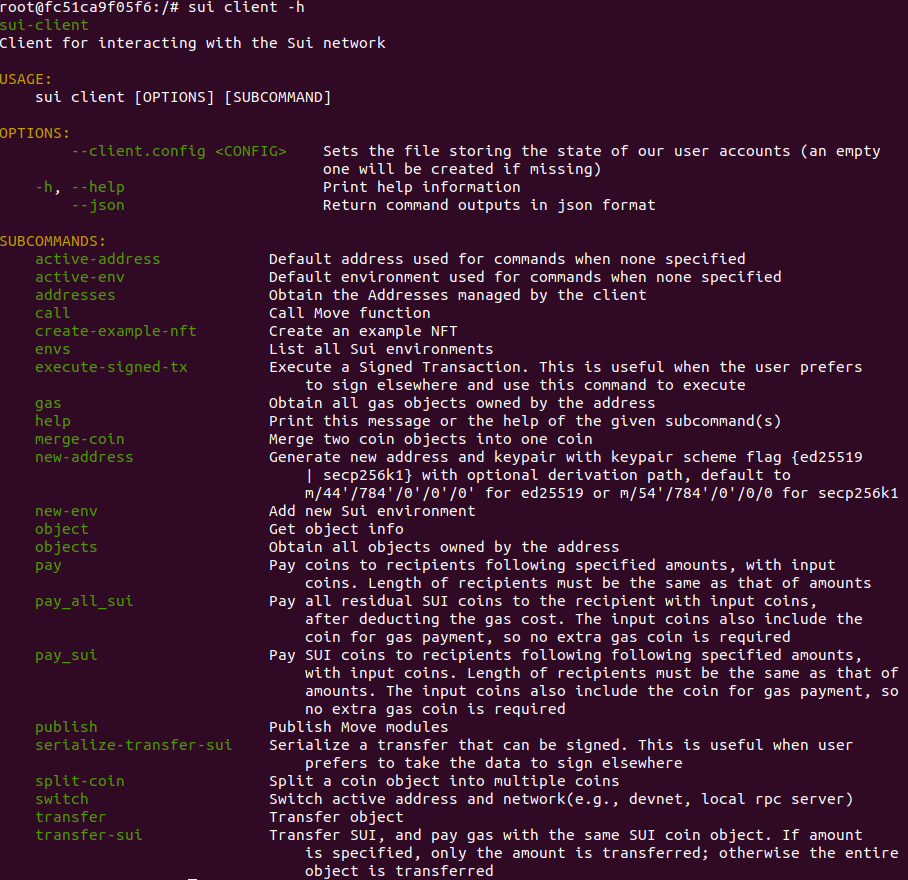 root@fc51ca9f05f6:/# sui client -h
sui-client
Client for interacting with the Sui network

USAGE:
    sui client [OPTIONS] [SUBCOMMAND]

OPTIONS:
        --client.config <CONFIG>    Sets the file storing the state of our user accounts (an empty
                                    one will be created if missing)
    -h, --help                      Print help information
        --json                      Return command outputs in json format

SUBCOMMANDS:
    active-address            Default address used for commands when none specified
    active-env                Default environment used for commands when none specified
    addresses                 Obtain the Addresses managed by the client
    call                      Call Move function
    create-example-nft        Create an example NFT
    envs                      List all Sui environments
    execute-signed-tx         Execute a Signed Transaction. This is useful when the user prefers
                                  to sign elsewhere and use this command to execute
    gas                       Obtain all gas objects owned by the address
    help                      Print this message or the help of the given subcommand(s)
    merge-coin                Merge two coin objects into one coin
    new-address               Generate new address and keypair with keypair scheme flag {ed25519
                                  | secp256k1} with optional derivation path, default to
                                  m/44'/784'/0'/0'/0' for ed25519 or m/54'/784'/0'/0/0 for secp256k1
    new-env                   Add new Sui environment
    object                    Get object info
    objects                   Obtain all objects owned by the address
    pay                       Pay coins to recipients following specified amounts, with input
                                  coins. Length of recipients must be the same as that of amounts
    pay_all_sui               Pay all residual SUI coins to the recipient with input coins,
                                  after deducting the gas cost. The input coins also include the
                                  coin for gas payment, so no extra gas coin is required
    pay_sui                   Pay SUI coins to recipients following following specified amounts,
                                  with input coins. Length of recipients must be the same as that of
                                  amounts. The input coins also include the coin for gas payment, so
                                  no extra gas coin is required
    publish                   Publish Move modules
    serialize-transfer-sui    Serialize a transfer that can be signed. This is useful when user
                                  prefers to take the data to sign elsewhere
    split-coin                Split a coin object into multiple coins
    switch                    Switch active address and network(e.g., devnet, local rpc server)
    transfer                  Transfer object
    transfer-sui              Transfer SUI, and pay gas with the same SUI coin object. If amount
                                  is specified, only the amount is transferred; otherwise the entire
                                  object is transferred